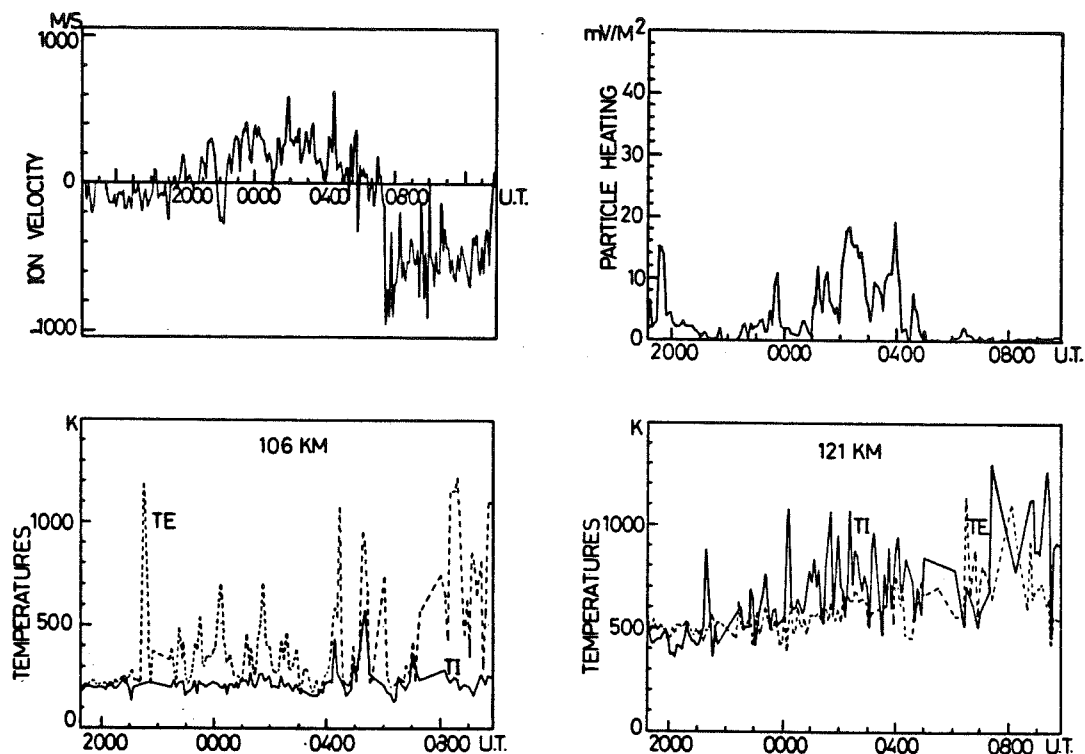 M/S
1000
0
-1000
ION VELOCITY
2000 0000 0400 0800 U.T.
mV/M2
40
30
20
10
0
PARTICLE HEATING
2000 0000 0400 0800 U.T.
K
106 KM
1000
500
0
TE
TI
TEMPERATURES
2000 0000 0400 0800 U.T.
K
121 KM
1000
500
0
TI
TE
TEMPERATURES
2000 0000 0400 0800 U.T.